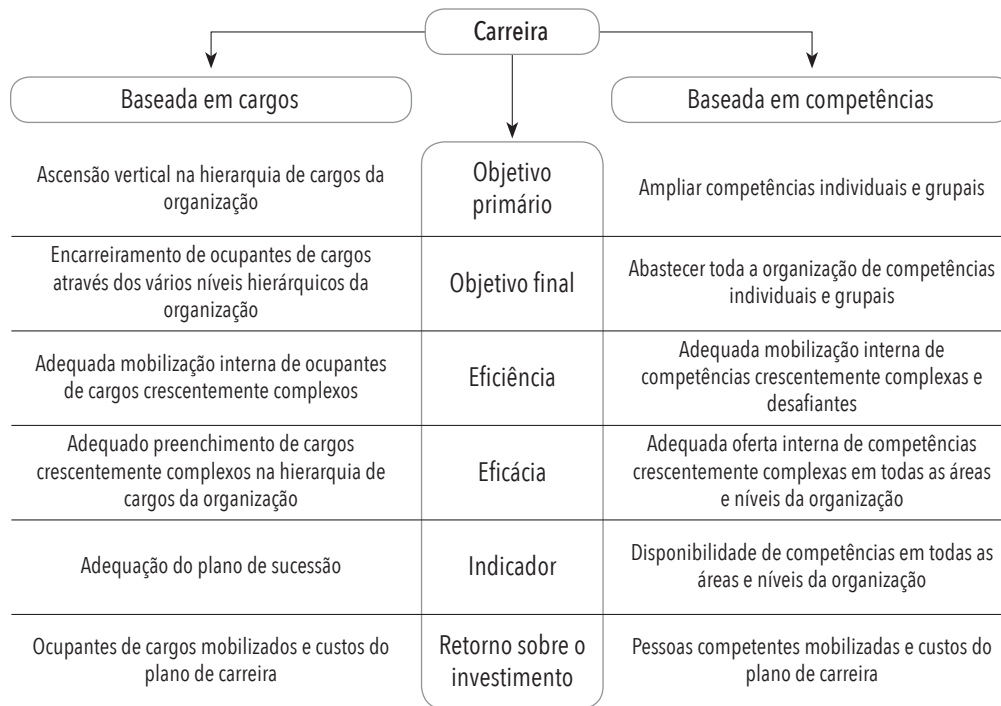 Carreira
Baseada em cargos
Baseada em competências
Ascensão vertical na hierarquia de cargos da
organização
Objetivo
primário
Ampliar competências individuais e grupais
Encarreiramento de ocupantes de cargos
através dos vários níveis hierárquicos da
organização
Objetivo final
Abastecer toda a organização de competências
individuais e grupais
Adequada mobilização interna de ocupantes
de cargos crescentemente complexos
Eficiência
Adequada mobilização interna de
competências crescentemente complexas e
desafiantes
Adequado preenchimento de cargos
crescentemente complexos na hierarquia de
cargos da organização
Eficácia
Adequada oferta interna de competências
crescentemente complexas em todas as áreas
e níveis da organização
Adequação do plano de sucessão
Indicador
Disponibilidade de competências em todas as
áreas e níveis da organização
Ocupantes de cargos mobilizados e custos do
plano de carreira
Retorno sobre o
investimento
Pessoas competentes mobilizadas e custos do
plano de carreira